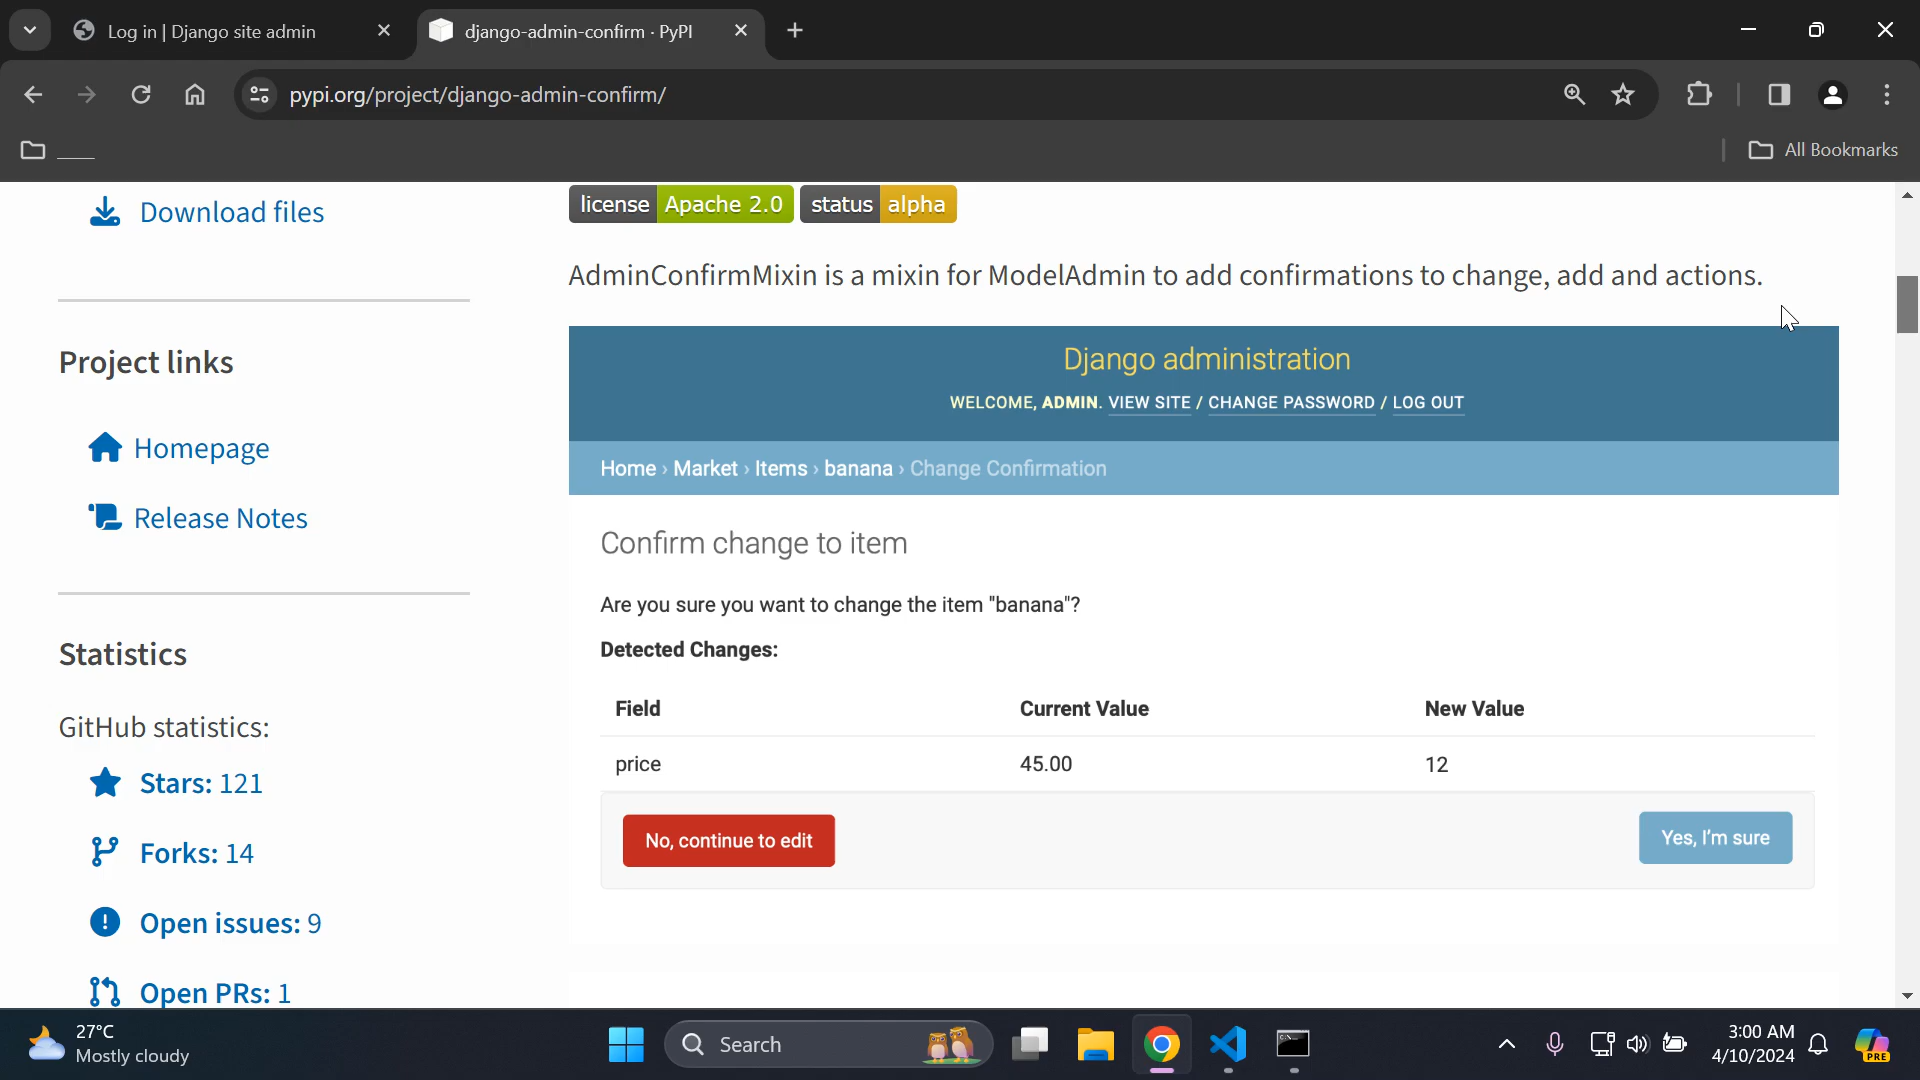 Log in | Django site admin
django-admin-confirm · PyPI
pypi.org/project/django-admin-confirm/
All Bookmarks
Download files
Project links
Homepage
Release Notes
Statistics
GitHub statistics:
Stars: 121
Forks: 14
Open issues: 9
Open PRs: 1
license Apache 2.0 status alpha
AdminConfirmMixin is a mixin for ModelAdmin to add confirmations to change, add and actions.
Django administration
WELCOME, ADMIN. VIEW SITE / CHANGE PASSWORD / LOG OUT
Home › Market › Items › banana › Change Confirmation
Confirm change to item
Are you sure you want to change the item "banana"?
Detected Changes:
Field Current Value New Value
price 45.00 12
No, continue to edit Yes, I'm sure
27°C
Mostly cloudy
Search
3:00 AM
4/10/2024
PRE